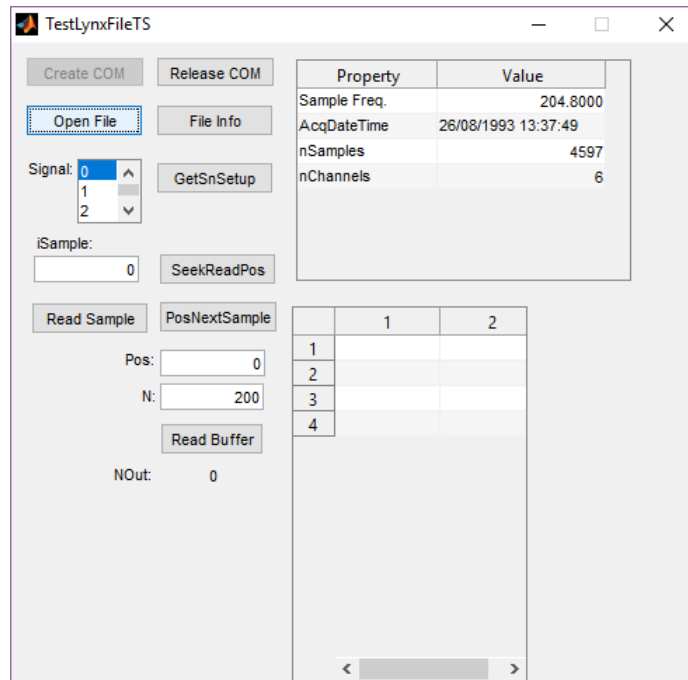 TestLynxFileTS
Create COM
Release COM
Open File
File Info
Signal:
0
1
2
GetSnSetup
iSample:
0
SeekReadPos
Read Sample
PosNextSample
Pos:
0
N:
200
Read Buffer
NOut:
0
Property Value
Sample Freq. 204.8000
AcqDateTime 26/08/1993 13:37:49
nSamples 4597
nChannels 6
1 2
1
2
3
4